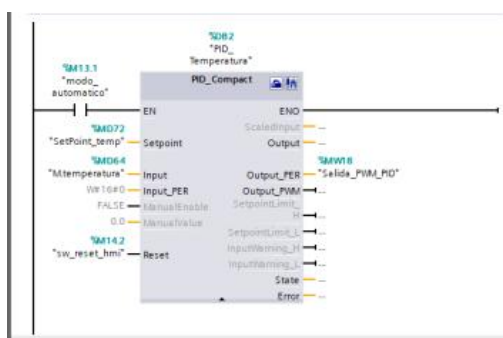 %DB2
"PID_
Temperatura"
%M13.1
"modo_
automatico"
PID_Compact
EN
ENO
ScaledInput
%MD72
"SetPoint_temp"
Setpoint
Output
%MD64
"Mtemperatura"
Input
Output_PER
%MW18
"Salida_PWM_PID"
W#16#0
Input_PER
Output_PWM
FALSE
ManualEnable
SetpointLimit_
H
0.0
ManualValue
SetpointLimit_L
%M14.2
"sw_reset_hmi"
Reset
InputWarning_H
InputWarning_L
State
Error